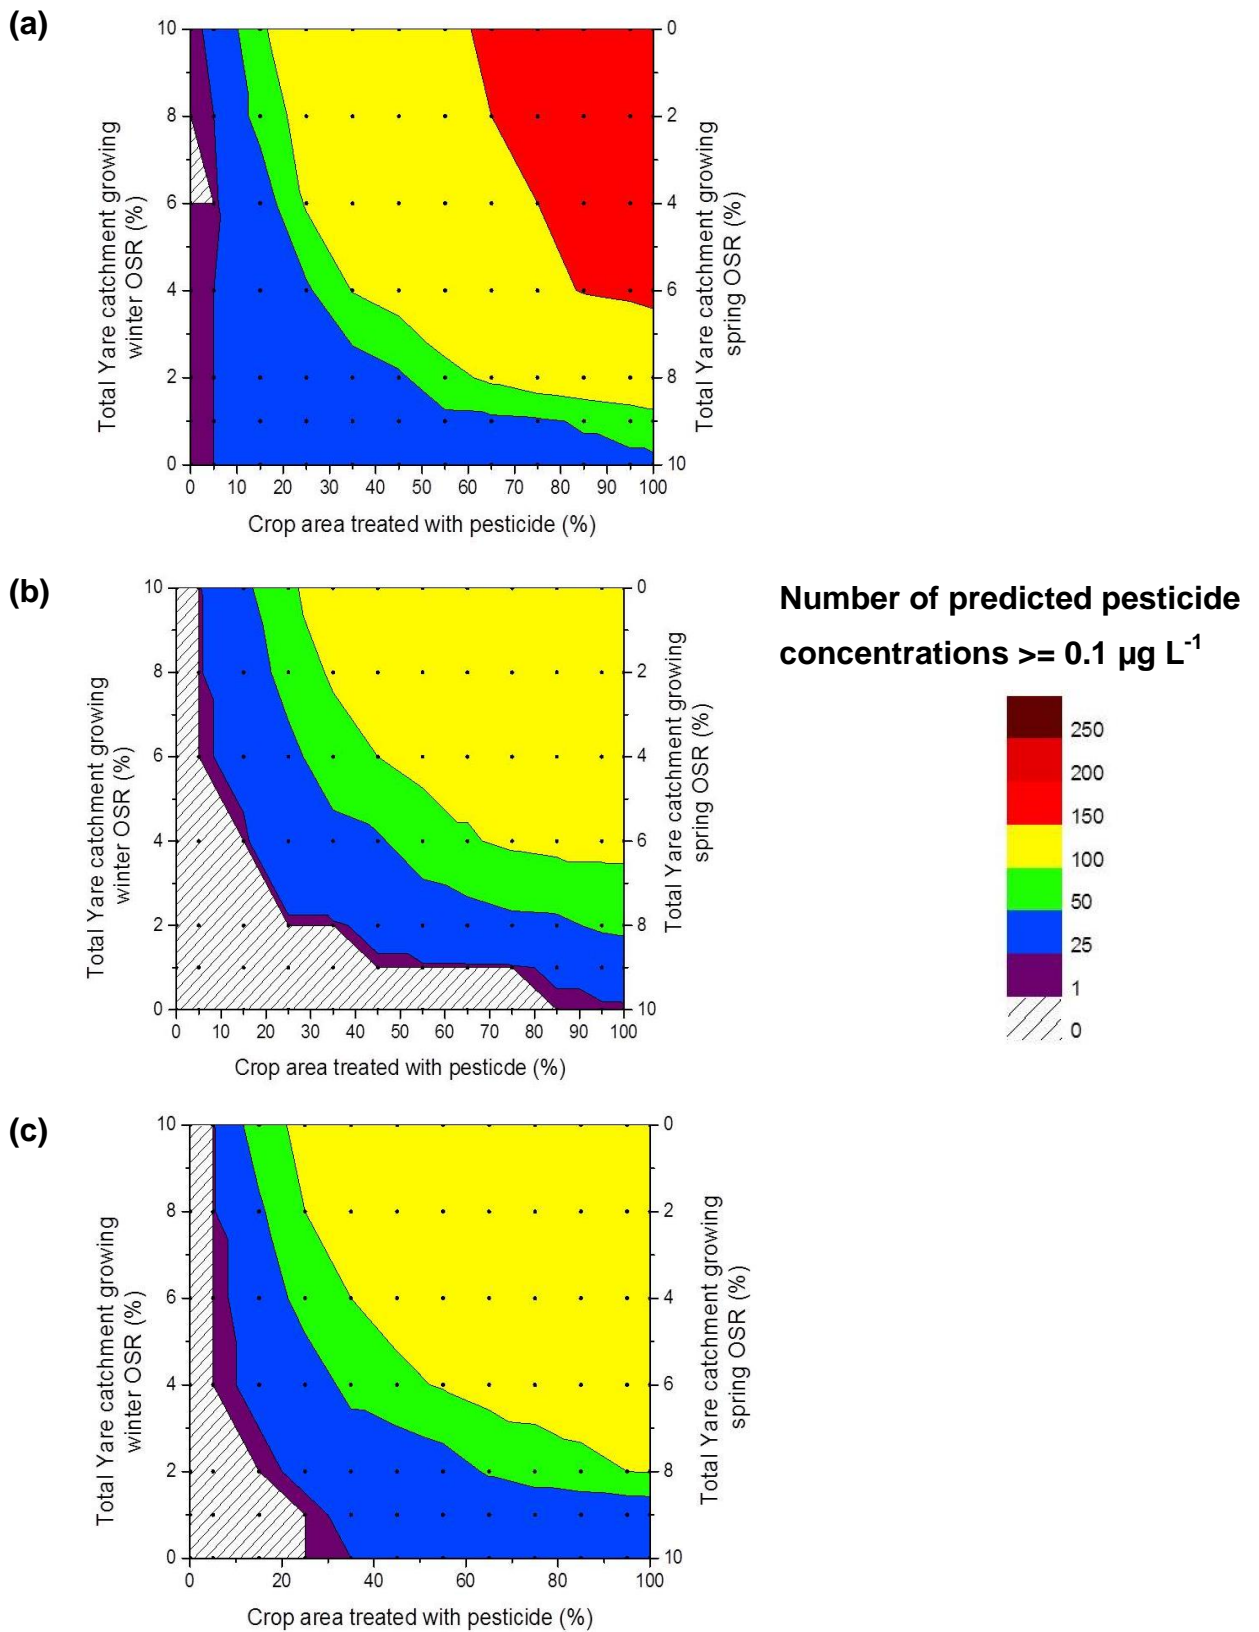 (a)
10
8
6
4
2
0
0
2
4
6
8
10
Total Yare catchment growing
winter OSR (%)
Total Yare catchment growing
spring OSR (%)
0 10 20 30 40 50 60 70 80 90 100
Crop area treated with pesticide (%)
(b)
10
8
6
4
2
0
0
2
4
6
8
10
Total Yare catchment growing
winter OSR (%)
Total Yare catchment growing
spring OSR (%)
0 10 20 30 40 50 60 70 80 90 100
Crop area treated with pesticde (%)
Number of predicted pesticide
concentrations >= 0.1 µg L-1
250
200
150
100
50
25
1
0
(c)
10
8
6
4
2
0
0
2
4
6
8
10
Total Yare catchment growing
winter OSR (%)
Total Yare catchment growing
spring OSR (%)
0 20 40 60 80 100
Crop area treated with pesticide (%)